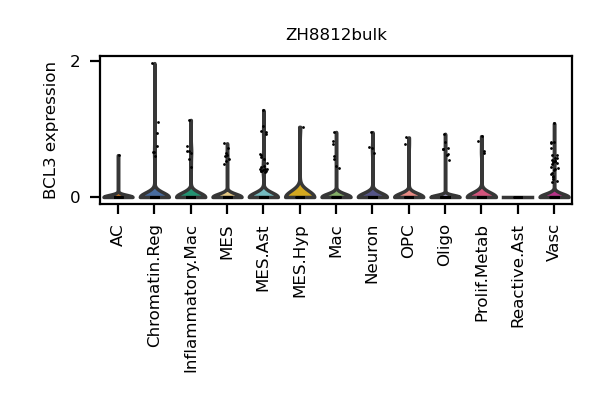 ZH8812bulk
BCL3 expression
2
0
AC
Chromatin.Reg
Inflammatory.Mac
MES
MES.Ast
MES.Hyp
Mac
Neuron
OPC
Oligo
Prolif.Metab
Reactive.Ast
Vasc